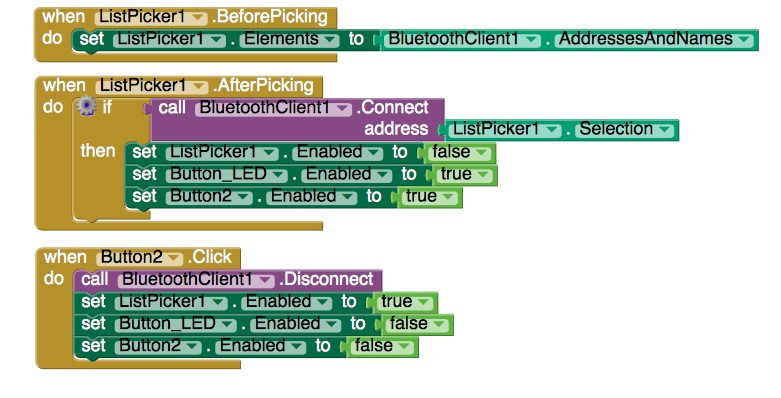 when ListPicker1 .BeforePicking
do set ListPicker1 . Elements to BluetoothClient1 . AddressesAndNames
when ListPicker1 .AfterPicking
do if call BluetoothClient1 .Connect
address ListPicker1 . Selection
then set ListPicker1 . Enabled to false
set Button_LED . Enabled to true
set Button2 . Enabled to true
when Button2 .Click
do call BluetoothClient1 .Disconnect
set ListPicker1 . Enabled to true
set Button_LED . Enabled to false
set Button2 . Enabled to false